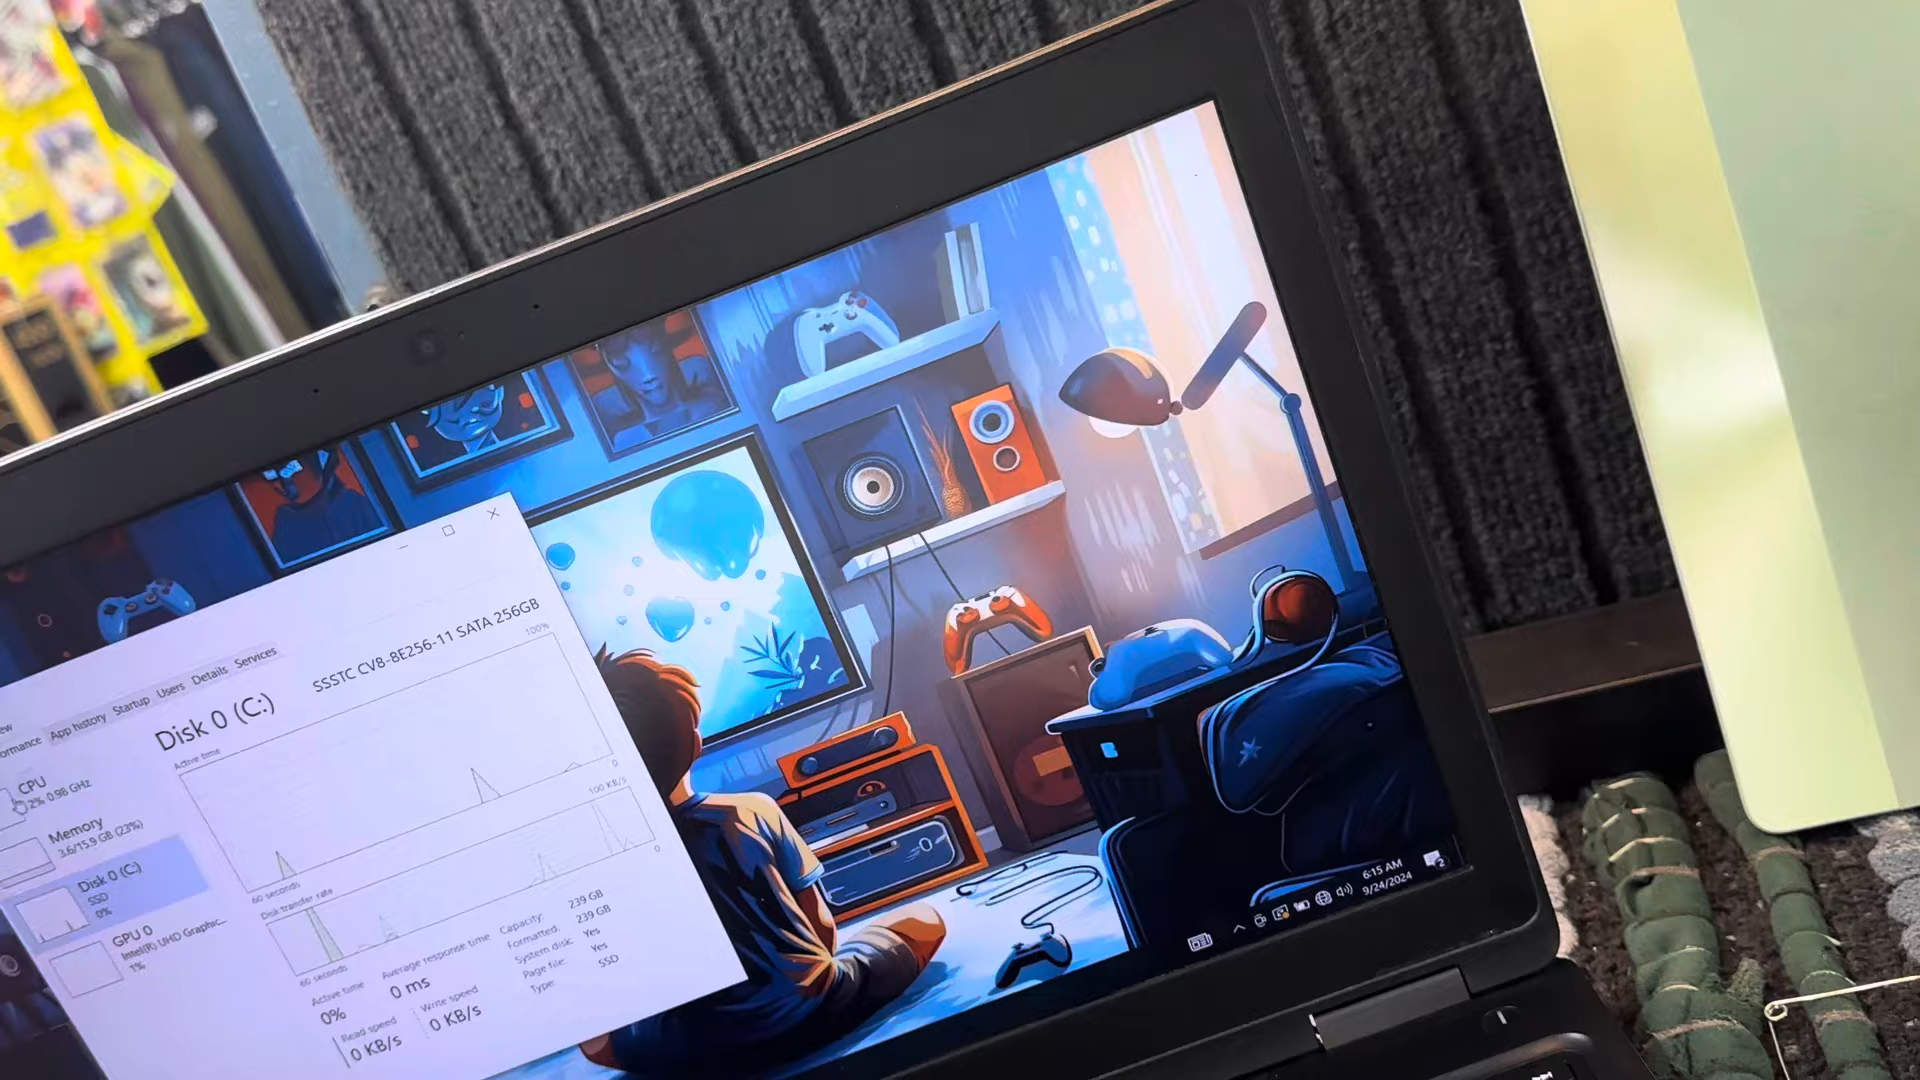 App history Startup Users Details Services
CPU
2% 0.98 GHz
Memory
3.6/15.9 GB (23%)
Disk 0 (C:)
SSD
0%
GPU 0
Intel(R) UHD Graphic...
1%
Disk 0 (C:)
SSSTC CV8-8E256-11 SATA 256GB
Active time
100%
60 seconds
0
Disk transfer rate
100 KB/s
60 seconds
0
Active time
0%
Average response time
0 ms
Read speed
0 KB/s
Write speed
0 KB/s
Capacity: 239 GB
Formatted: 239 GB
System disk: Yes
Page file: Yes
Type: SSD
6:15 AM
9/24/2024
2